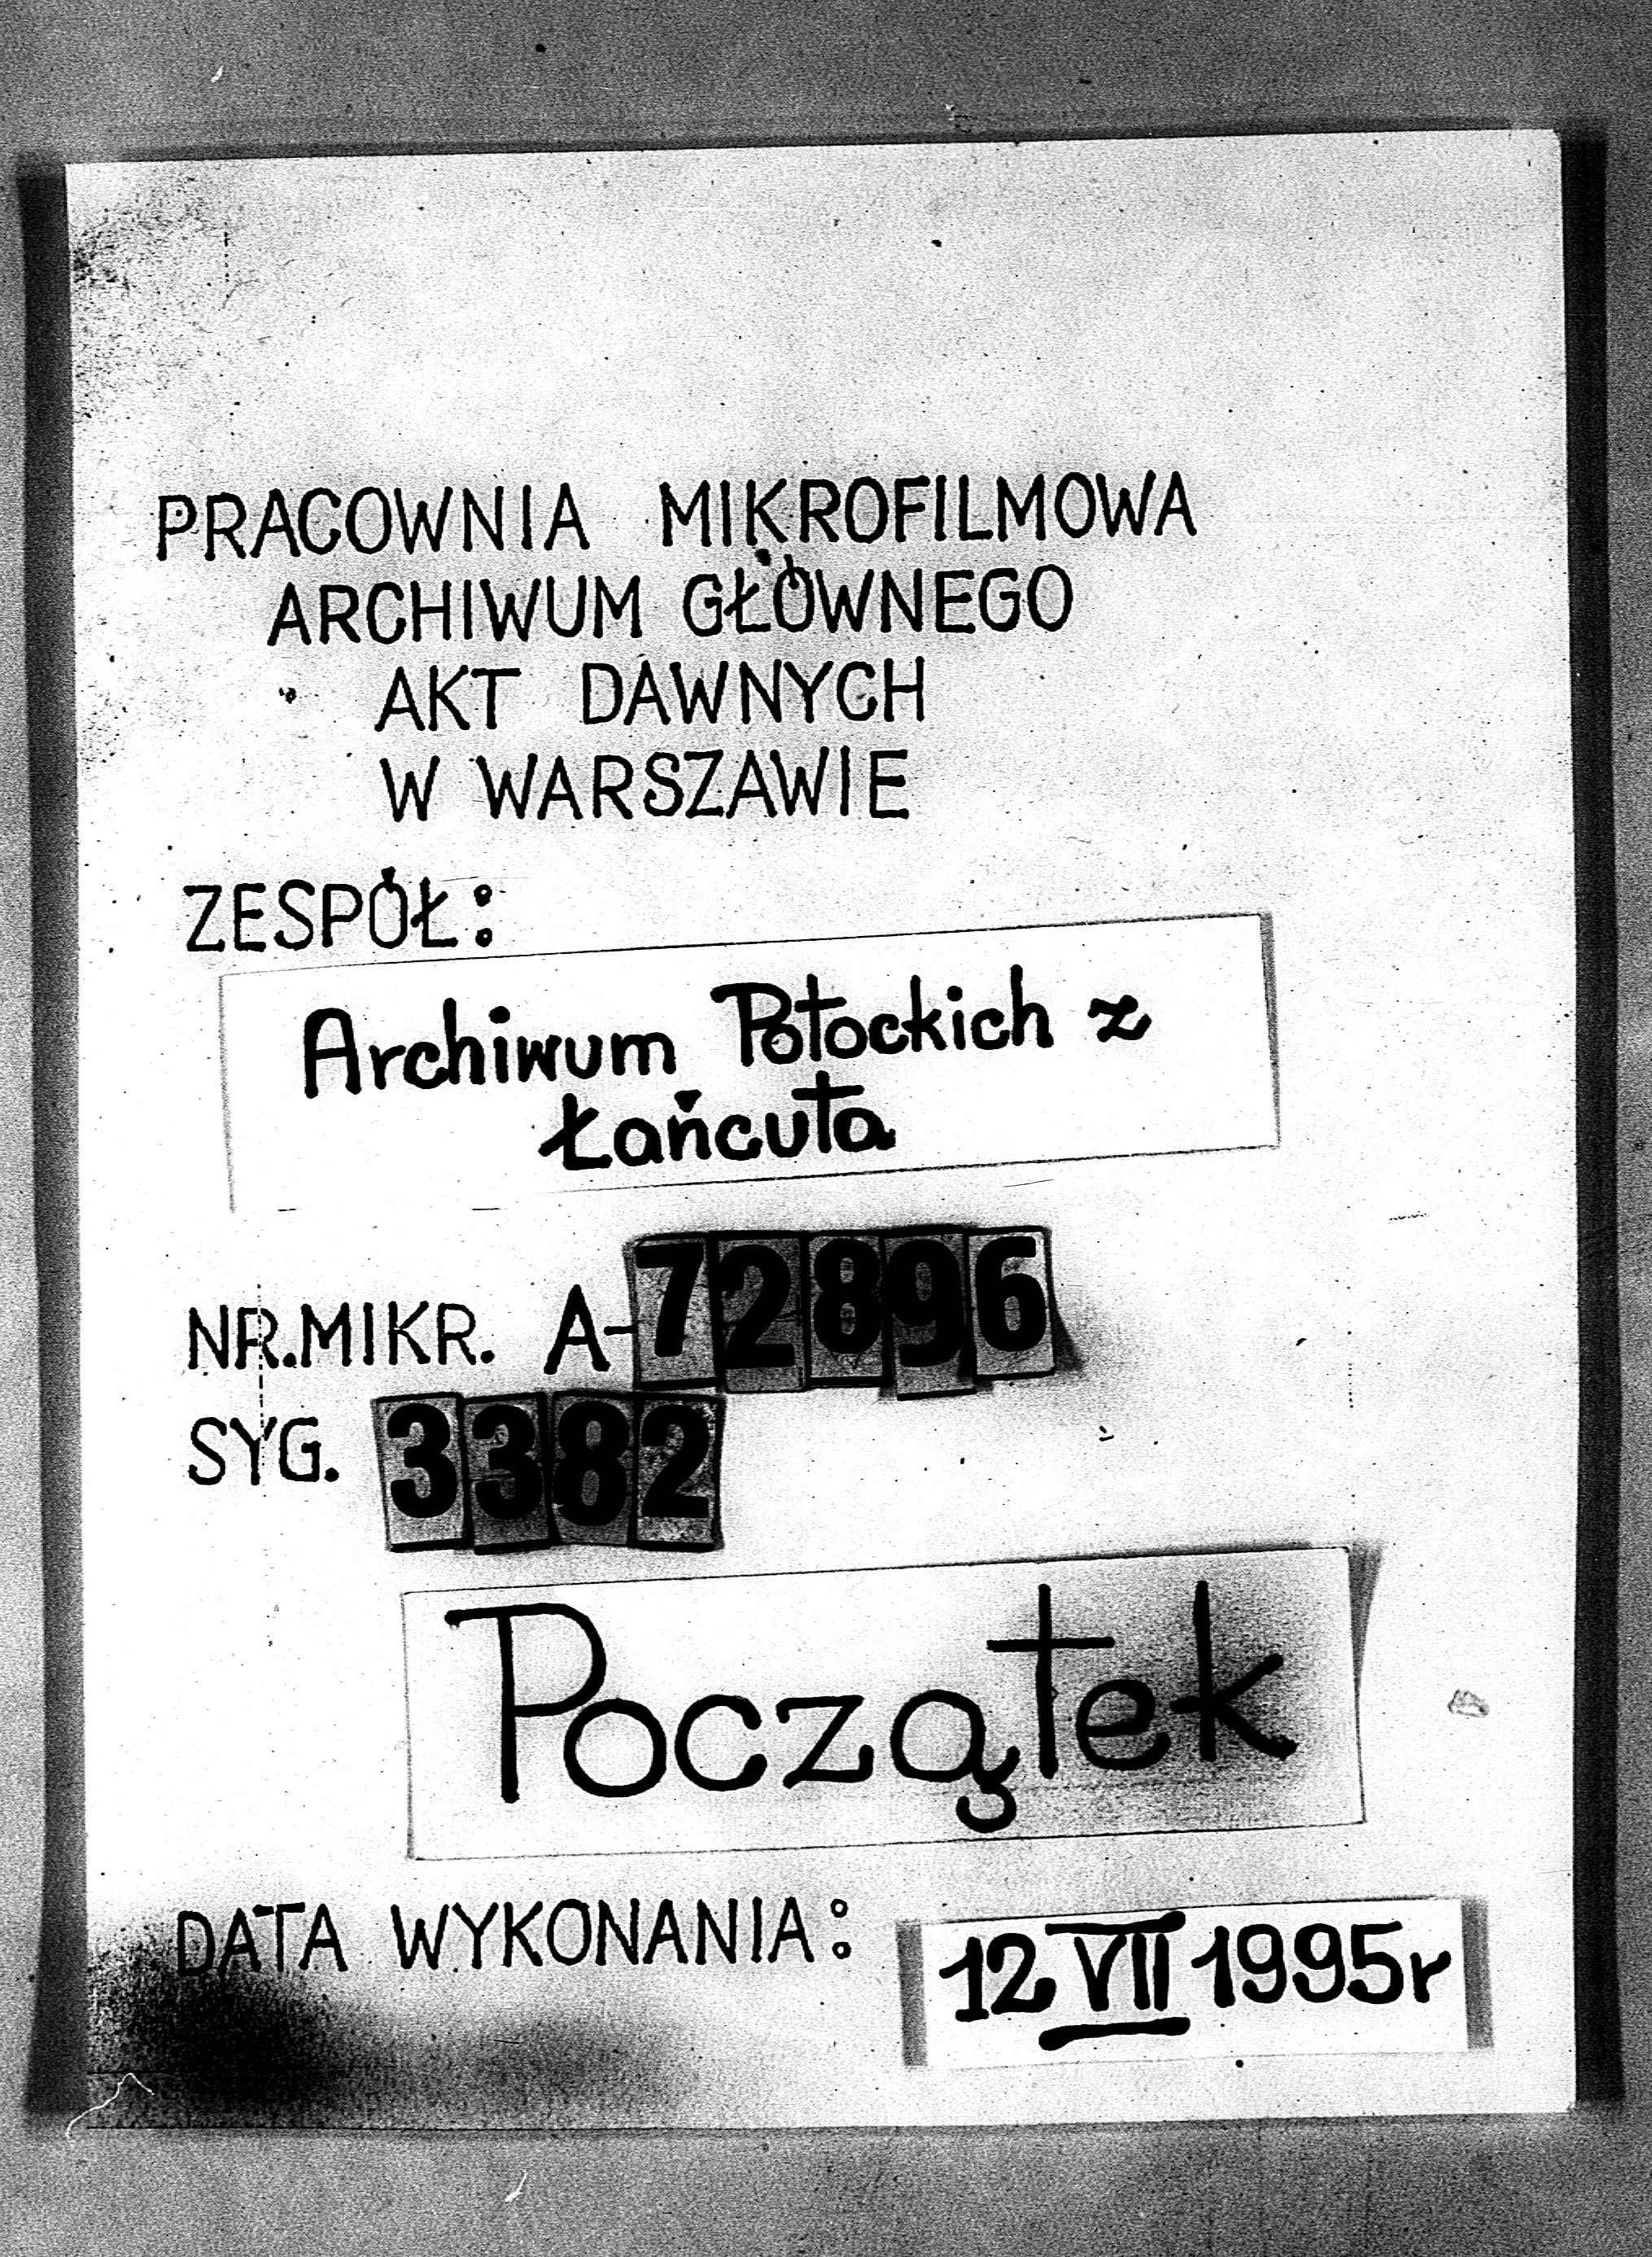 PRACOWNIA MIKROFILMOWA
ARCHIWUM GŁÓWNEGO
AKT DAWNYCH
W WARSZAWIE
ZESPÓŁ:
Archiwum Potockich z
Łańcuta
NR.MIKR. A-72896
SYG. 3382
Początek
DATA WYKONANIA: 12 VII 1995r